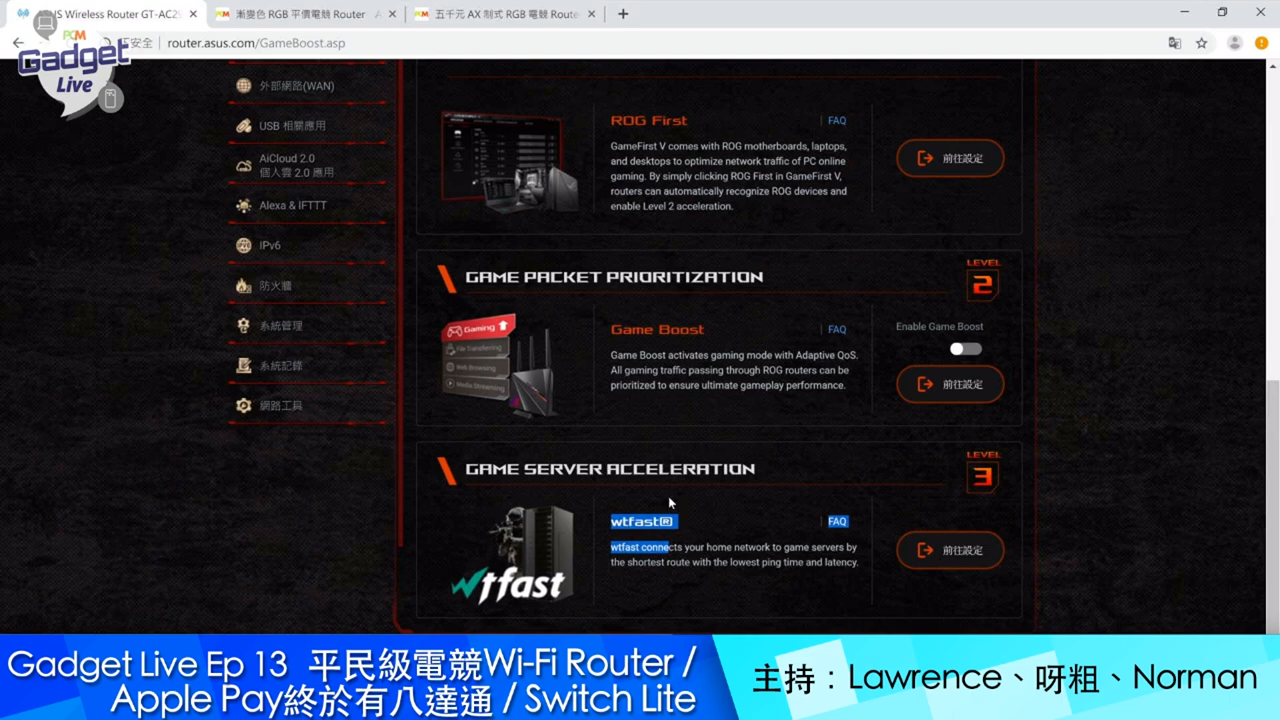 US Wireless Router GT-AC29
漸變色 RGB 平價電競 Router
五千元 AX 制式 RGB 電競 Route
不安全
router.asus.com/GameBoost.asp
PCM
Gadget
Live
外部網路(WAN)
USB 相關應用
AiCloud 2.0
個人雲 2.0 應用
Alexa & IFTTT
IPv6
防火牆
系統管理
系統記錄
網路工具
ROG First
FAQ
GameFirst V comes with ROG motherboards, laptops,
and desktops to optimize network traffic of PC online
gaming. By simply clicking ROG First in GameFirst V,
routers can automatically recognize ROG devices and
enable Level 2 acceleration.
前往設定
GAME PACKET PRIORITIZATION
LEVEL
2
Gaming
File Transferring
Web Browsing
Media Streaming
Game Boost
FAQ
Game Boost activates gaming mode with Adaptive QoS.
All gaming traffic passing through ROG routers can be
prioritized to ensure ultimate gameplay performance.
Enable Game Boost
前往設定
GAME SERVER ACCELERATION
LEVEL
3
wtfast
wtfast®
FAQ
wtfast connects your home network to game servers by
the shortest route with the lowest ping time and latency.
前往設定
Gadget Live Ep 13 平民級電競Wi-Fi Router /
Apple Pay終於有八達通 / Switch Lite
主持：Lawrence、呀粗、Norman